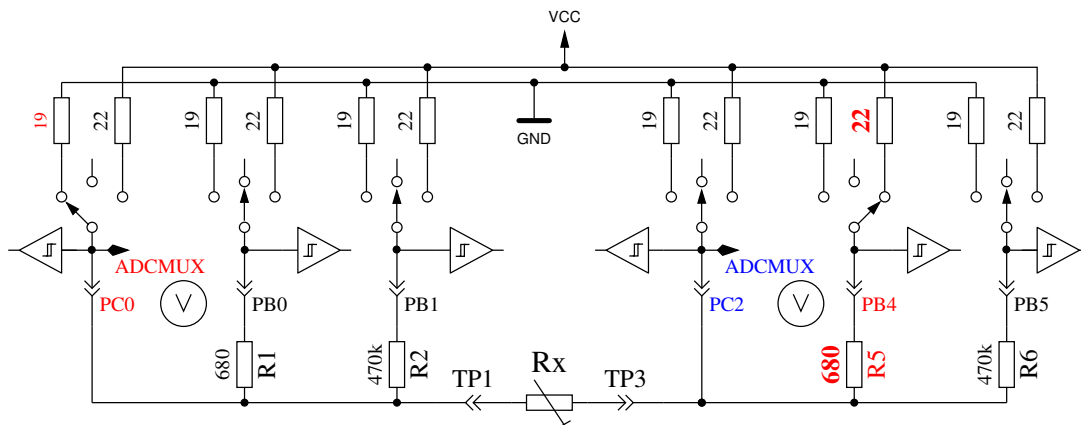 VCC
19
22
19
22
19
22
GND
19
22
19
22
19
22
ADCMUX
ADCMUX
V
V
PC0
PB0
PB1
PC2
PB4
PB5
680
R1
470k
R2
TP1
Rx
TP3
680
R5
470k
R6